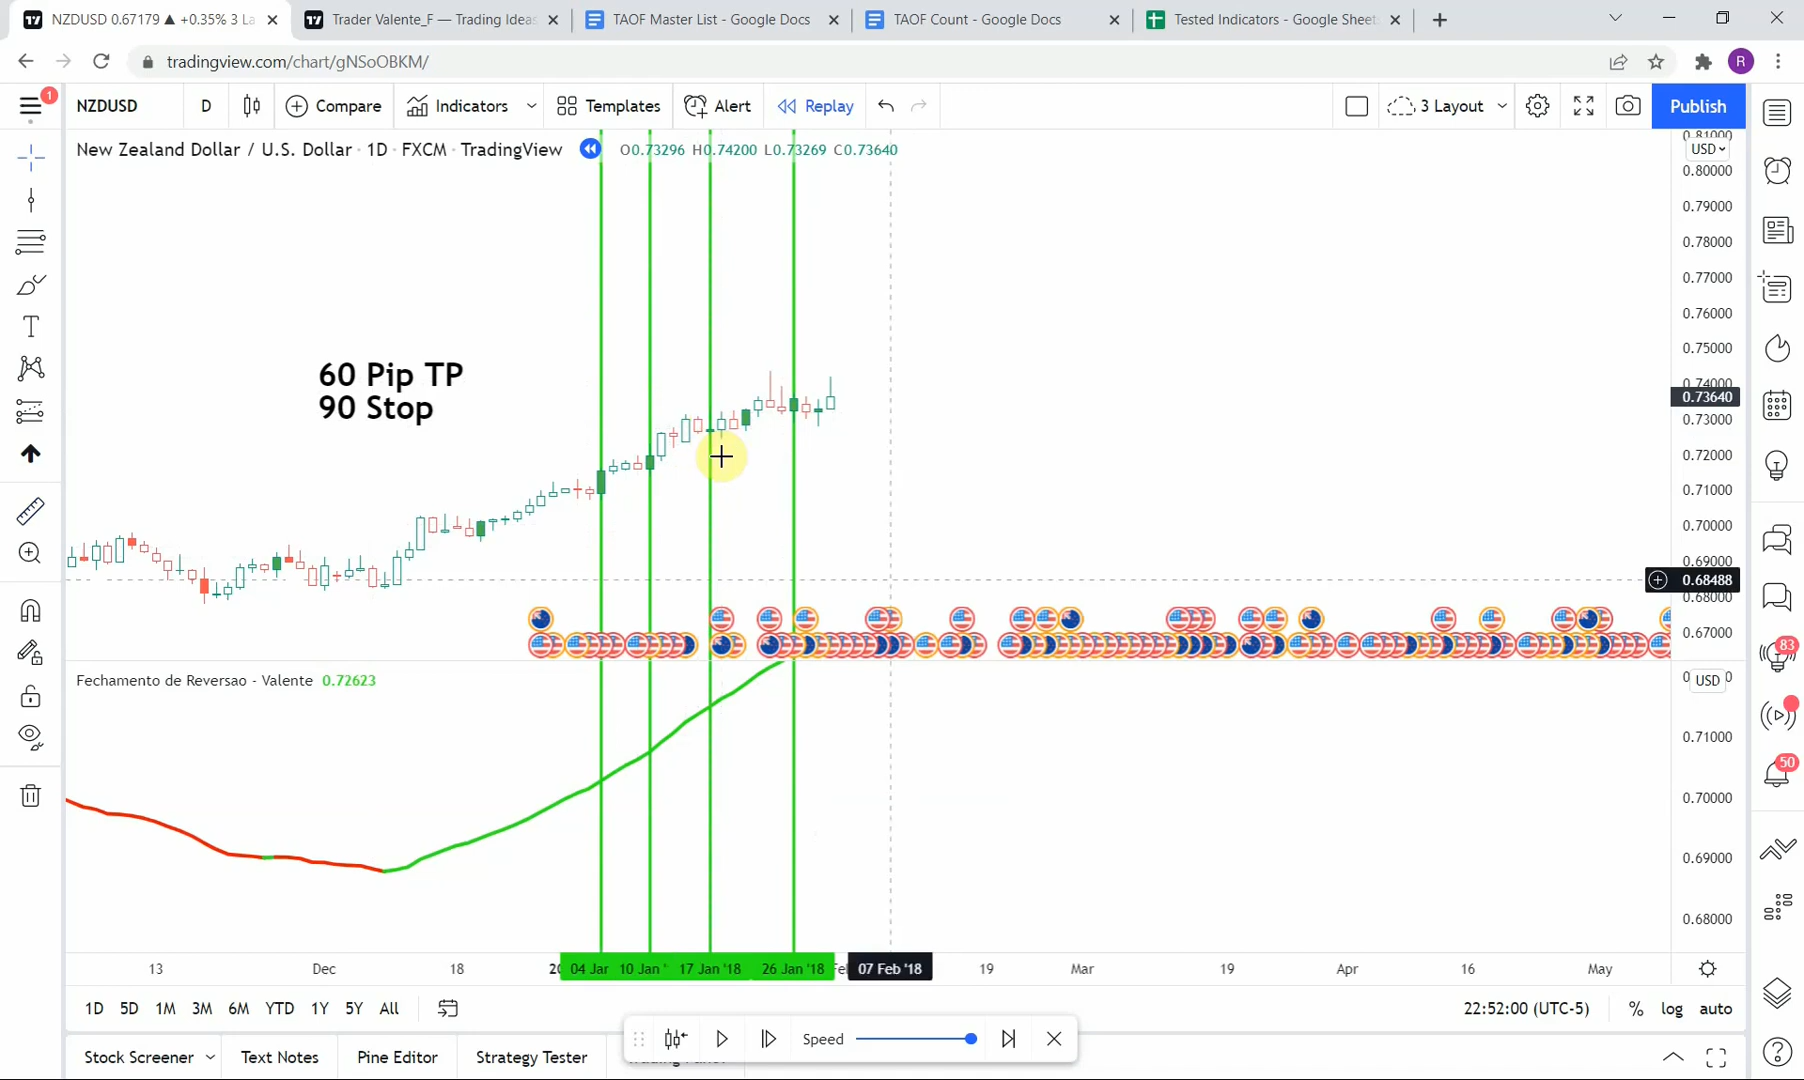 NZDUSD 0.67179 ▲ +0.35% 3 La
Trader Valente_F — Trading Ideas
TAOF Master List - Google Docs
TAOF Count - Google Docs
Tested Indicators - Google Sheets
tradingview.com/chart/gNSoOBKM/
R
1
NZDUSD
D
Compare
Indicators
Templates
Alert
Replay
3 Layout
Publish
New Zealand Dollar / U.S. Dollar · 1D · FXCM · TradingView
O0.73296 H0.74200 L0.73269 C0.73640
0.81000
USD
0.80000
0.79000
0.78000
0.77000
0.76000
0.75000
0.74000
0.73640
0.73000
0.72000
0.71000
0.70000
0.69000
0.68488
0.68000
0.67000
60 Pip TP
90 Stop
Fechamento de Reversao - Valente 0.72623
USD
0.71000
0.70000
0.69000
0.68000
13
Dec
18
04 Jan
10 Jan '
17 Jan '18
26 Jan '18
07 Feb '18
19
Mar
19
Apr
16
May
1D 5D 1M 3M 6M YTD 1Y 5Y All
22:52:00 (UTC-5)
% log auto
Speed
Stock Screener
Text Notes
Pine Editor
Strategy Tester
83
50